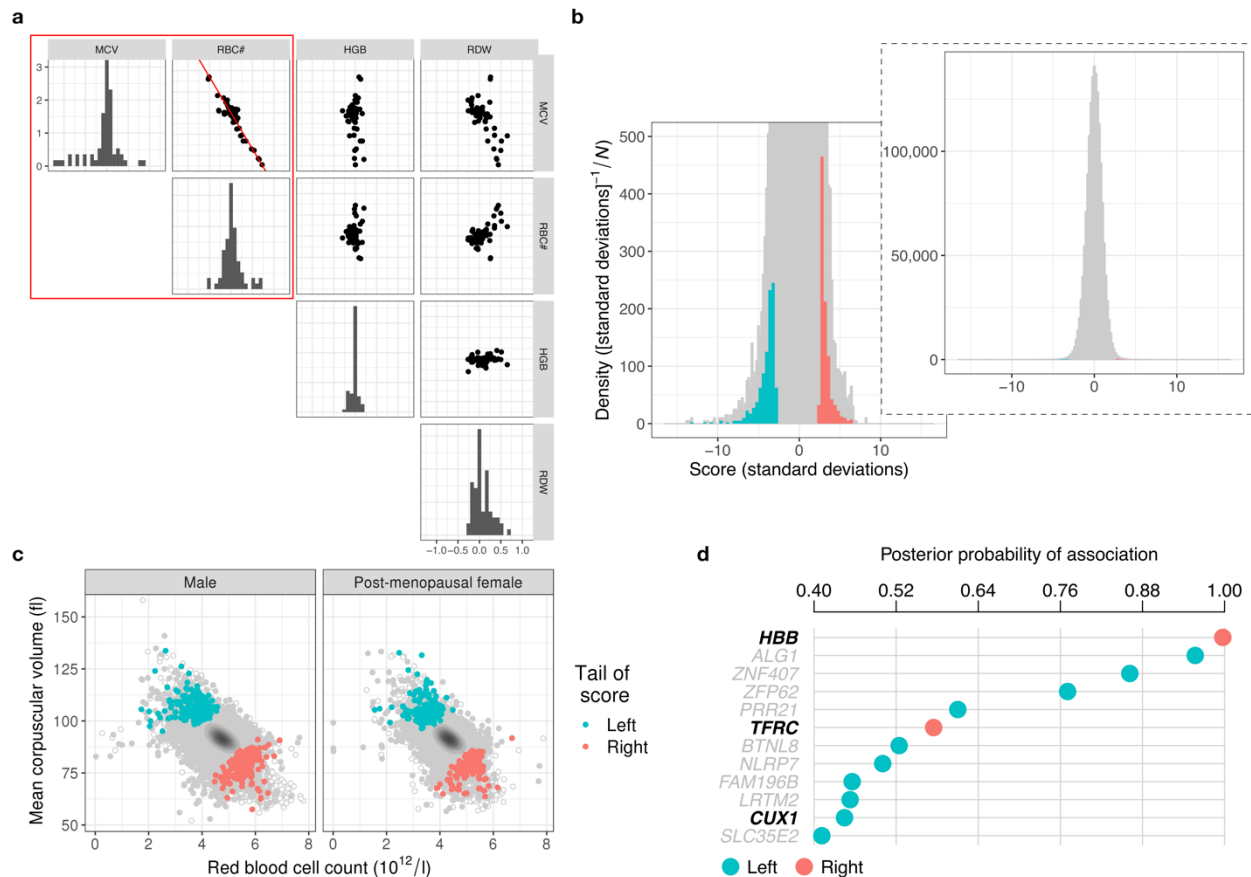 a
MCV RBC# HGB RDW
3
2
1
0
MCV
RBC#
HGB
RDW
−1.0 −0.5 0.0 0.5 1.0
b
500
400
300
200
100
0
Density ([standard deviations]⁻¹/N)
−10 0 10
Score (standard deviations)
100,000
50,000
0
−10 0 10
c
Male Post-menopausal female
150
125
100
75
50
Mean corpuscular volume (fl)
0 2 4 6 8 0 2 4 6 8
Red blood cell count (10¹²/l)
Tail of
score
Left
Right
d
Posterior probability of association
0.40 0.52 0.64 0.76 0.88 1.00
HBB
ALG1
ZNF407
ZFP62
PRR21
TFRC
BTNL8
NLRP7
FAM196B
LRTM2
CUX1
SLC35E2
Left Right